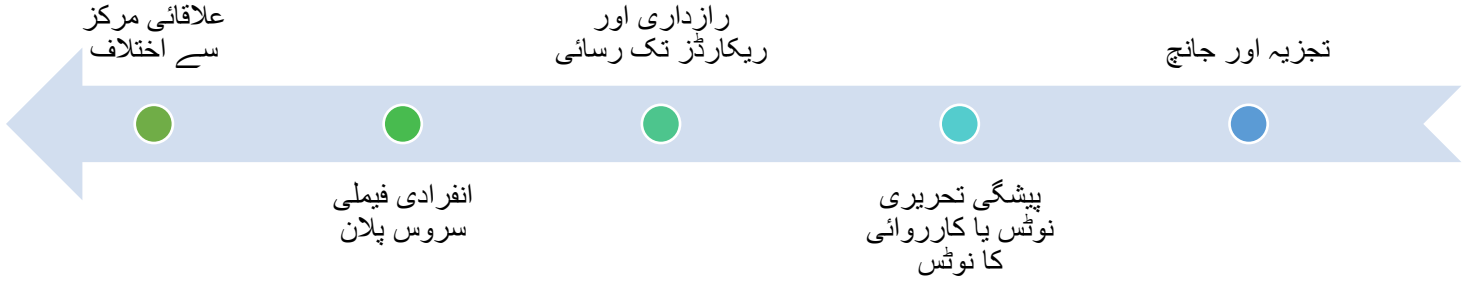 تجزیہ اور جانچ
پیشگی تحریری
نوٹس یا کارروائی
کا نوٹس
رازداری اور
ریکارڈز تک رسائی
انفرادی فیملی
سروس پلان
علاقائی مرکز
سے اختلاف